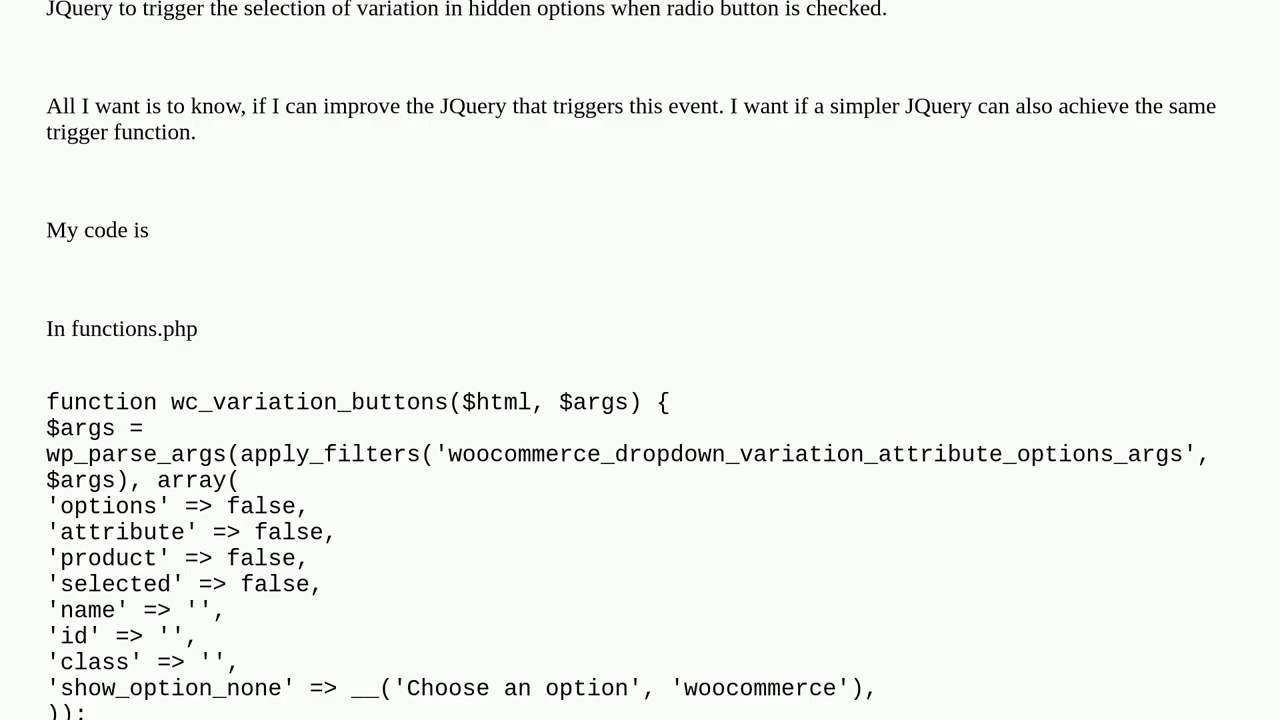 JQuery to trigger the selection of variation in hidden options when radio button is checked.
All I want is to know, if I can improve the JQuery that triggers this event. I want if a simpler JQuery can also achieve the same
trigger function.
My code is
In functions.php
function wc_variation_buttons($html, $args) {
$args =
wp_parse_args(apply_filters('woocommerce_dropdown_variation_attribute_options_args',
$args), array(
'options' => false,
'attribute' => false,
'product' => false,
'selected' => false,
'name' => '',
'id' => '',
'class' => '',
'show_option_none' => __('Choose an option', 'woocommerce'),
));